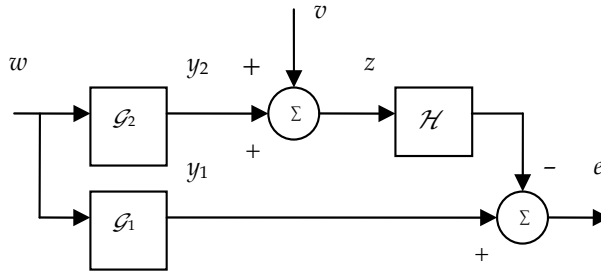 v
w
y₂
+
z
𝒢₂
Σ
ℋ
+
y₁
−
e
𝒢₁
Σ
+